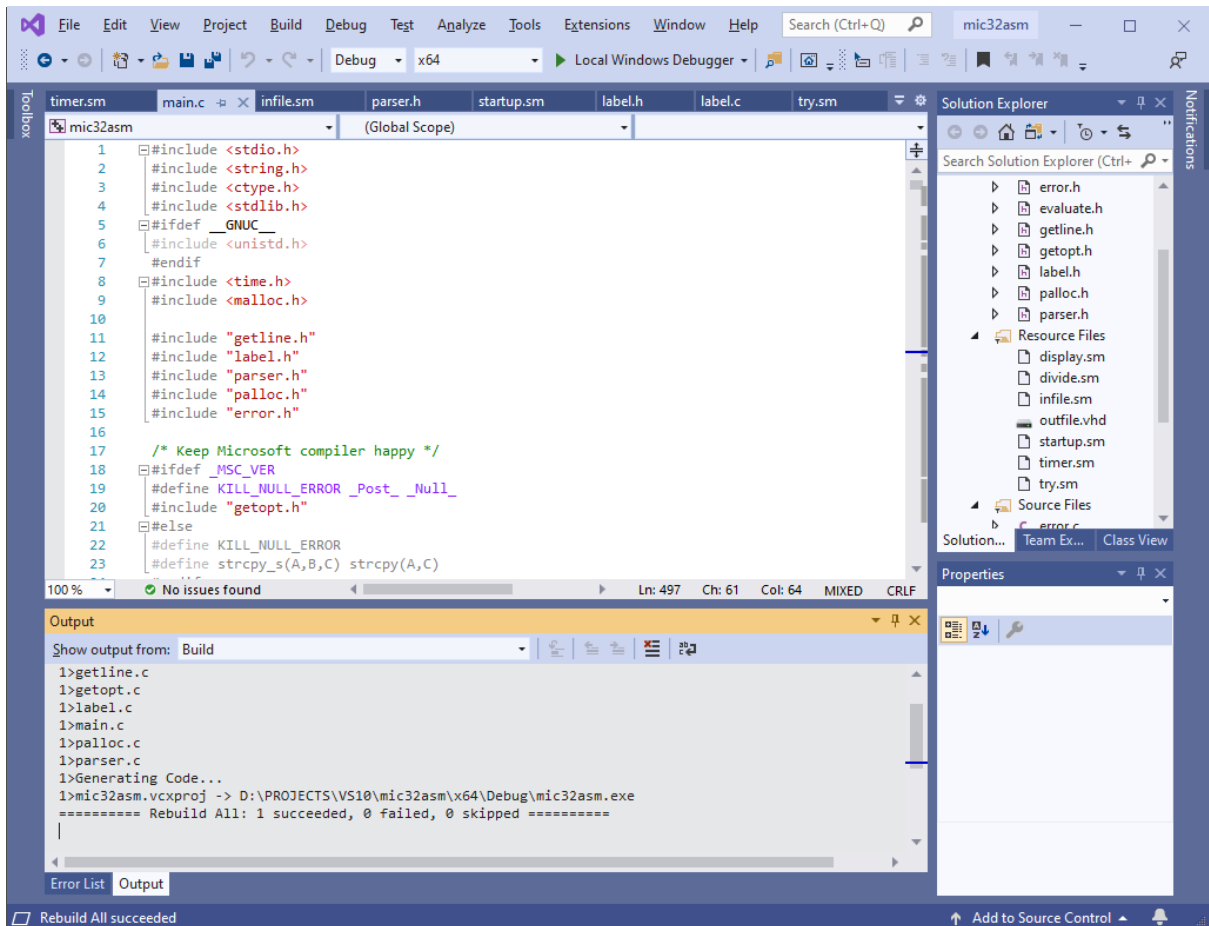 File Edit View Project Build Debug Test Analyze Tools Extensions Window Help Search (Ctrl+Q) mic32asm
Debug x64 Local Windows Debugger
Toolbox
timer.sm main.c infile.sm parser.h startup.sm label.h label.c try.sm
mic32asm (Global Scope)
1 #include <stdio.h>
2 #include <string.h>
3 #include <ctype.h>
4 #include <stdlib.h>
5 #ifdef __GNUC__
6 #include <unistd.h>
7 #endif
8 #include <time.h>
9 #include <malloc.h>
10
11 #include "getline.h"
12 #include "label.h"
13 #include "parser.h"
14 #include "palloc.h"
15 #include "error.h"
16
17 /* Keep Microsoft compiler happy */
18 #ifdef _MSC_VER
19 #define KILL_NULL_ERROR _Post_ _Null_
20 #include "getopt.h"
21 #else
22 #define KILL_NULL_ERROR
23 #define strcpy_s(A,B,C) strcpy(A,C)
100 % No issues found Ln: 497 Ch: 61 Col: 64 MIXED CRLF
Output
Show output from: Build
1>getline.c
1>getopt.c
1>label.c
1>main.c
1>palloc.c
1>parser.c
1>Generating Code...
1>mic32asm.vcxproj -> D:\PROJECTS\VS10\mic32asm\x64\Debug\mic32asm.exe
========== Rebuild All: 1 succeeded, 0 failed, 0 skipped ==========
Error List Output
Solution Explorer
Search Solution Explorer (Ctrl+
error.h
evaluate.h
getline.h
getopt.h
label.h
palloc.h
parser.h
Resource Files
display.sm
divide.sm
infile.sm
outfile.vhd
startup.sm
timer.sm
try.sm
Source Files
error.c
Solution... Team Ex... Class View
Properties
Notifications
Rebuild All succeeded Add to Source Control